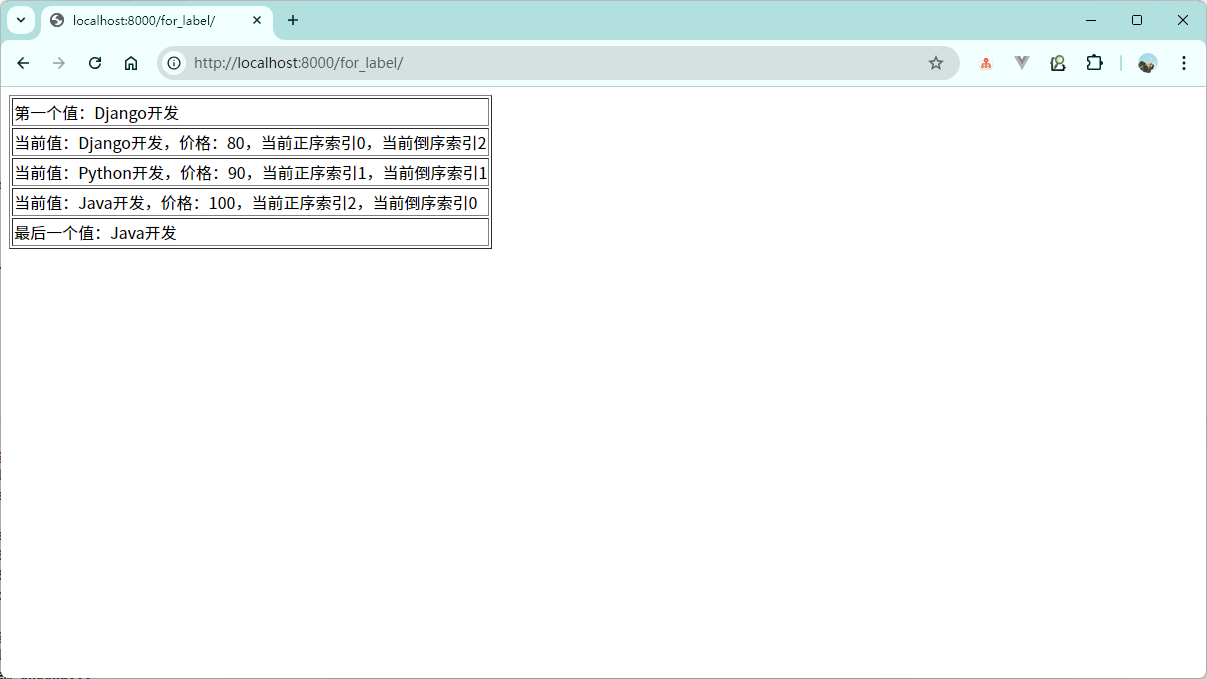 localhost:8000/for_label/
http://localhost:8000/for_label/
第一个值：Django开发
当前值：Django开发，价格：80，当前正序索引0，当前倒序索引2
当前值：Python开发，价格：90，当前正序索引1，当前倒序索引1
当前值：Java开发，价格：100，当前正序索引2，当前倒序索引0
最后一个值：Java开发